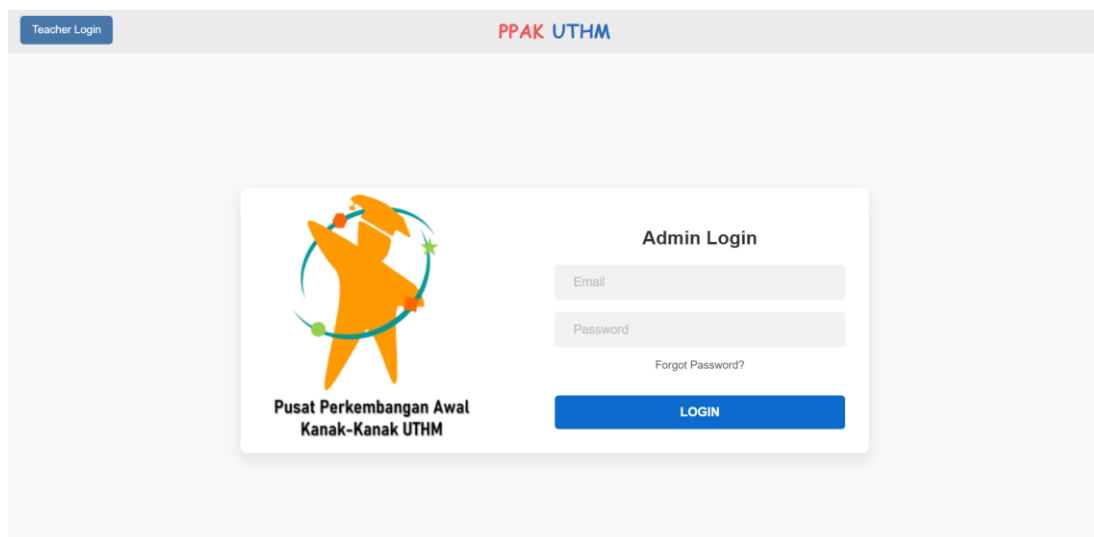 Teacher Login
PPAK UTHM
Pusat Perkembangan Awal
Kanak-Kanak UTHM
Admin Login
Email
Password
Forgot Password?
LOGIN